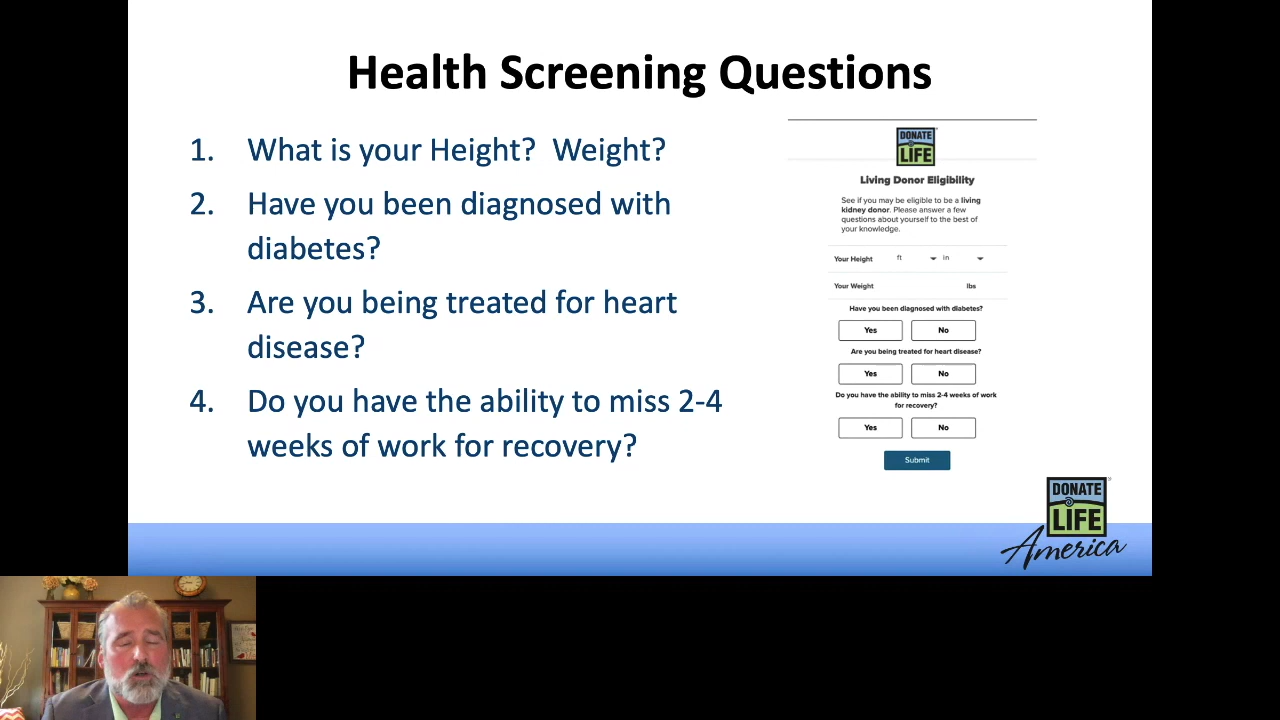 Health Screening Questions
1. What is your Height?  Weight?
2. Have you been diagnosed with
diabetes?
3. Are you being treated for heart
disease?
4. Do you have the ability to miss 2-4
weeks of work for recovery?
DONATE
LIFE
Living Donor Eligibility
See if you may be eligible to be a living
kidney donor. Please answer a few
questions about yourself to the best of
your knowledge.
Your Height ft in
Your Weight lbs
Have you been diagnosed with diabetes?
Yes No
Are you being treated for heart disease?
Yes No
Do you have the ability to miss 2-4 weeks of work
for recovery?
Yes No
Submit
DONATE
LIFE
America